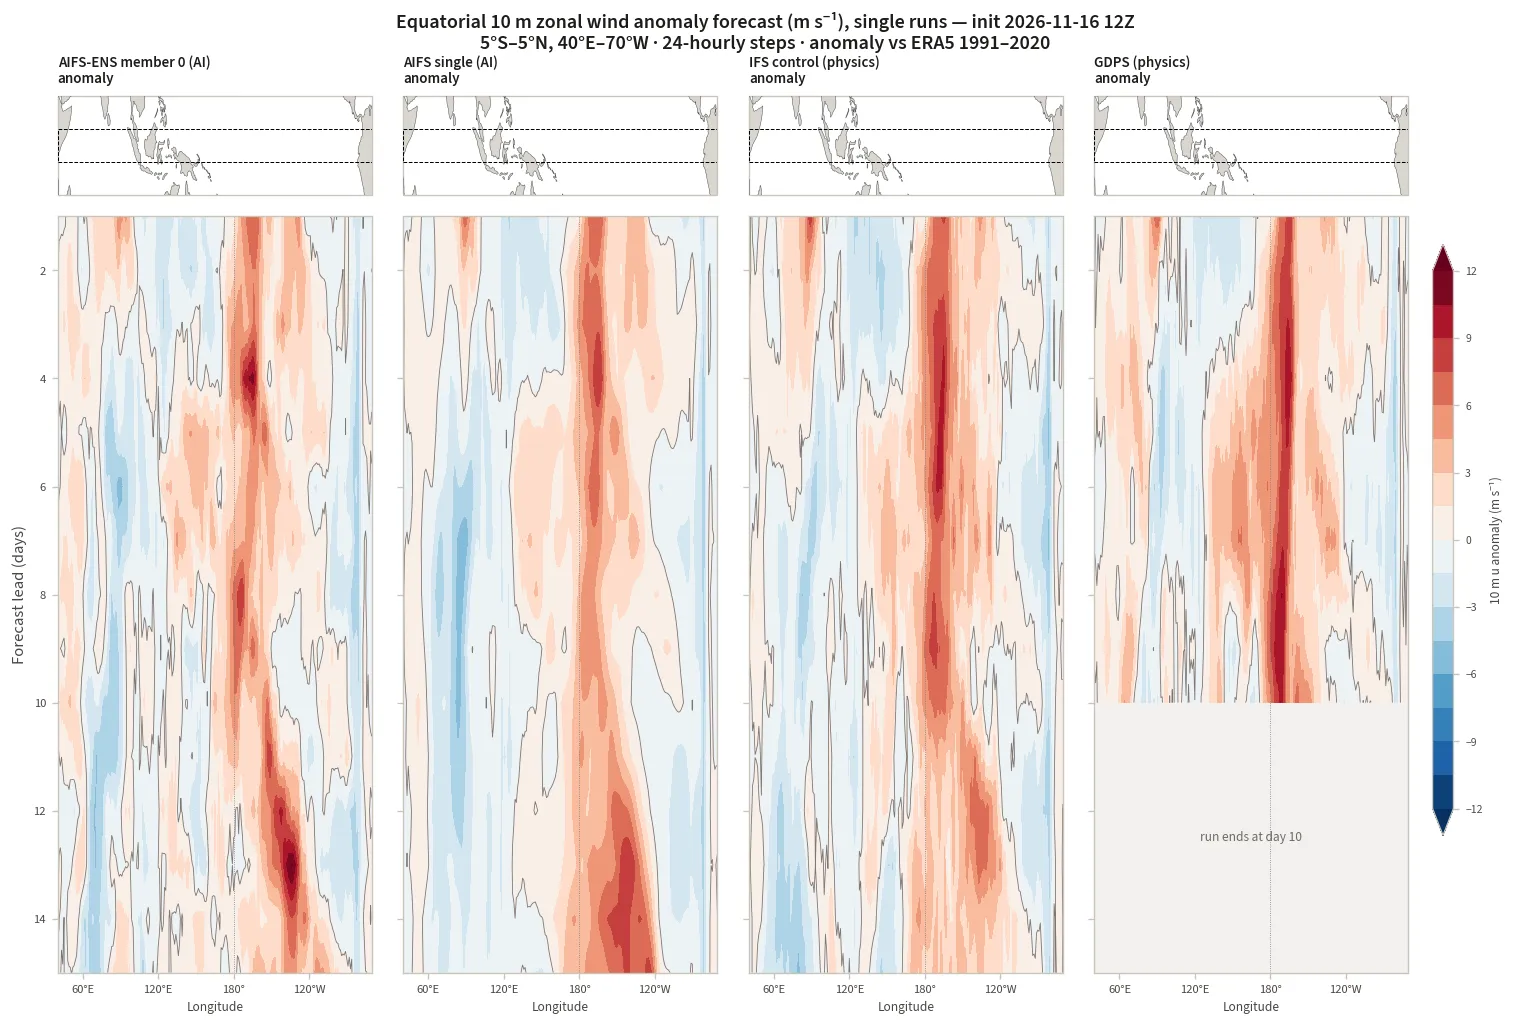 Equatorial 10 m zonal wind anomaly forecast (m s⁻¹), single runs — init 2026-11-16 12Z
5°S–5°N, 40°E–70°W · 24-hourly steps · anomaly vs ERA5 1991–2020
AIFS-ENS member 0 (AI)
anomaly
AIFS single (AI)
anomaly
IFS control (physics)
anomaly
GDPS (physics)
anomaly
Forecast lead (days)
2
4
6
8
10
12
14
60°E
120°E
180°
120°W
Longitude
60°E
120°E
180°
120°W
Longitude
60°E
120°E
180°
120°W
Longitude
run ends at day 10
60°E
120°E
180°
120°W
Longitude
12
9
6
3
0
−3
−6
−9
−12
10 m u anomaly (m s⁻¹)